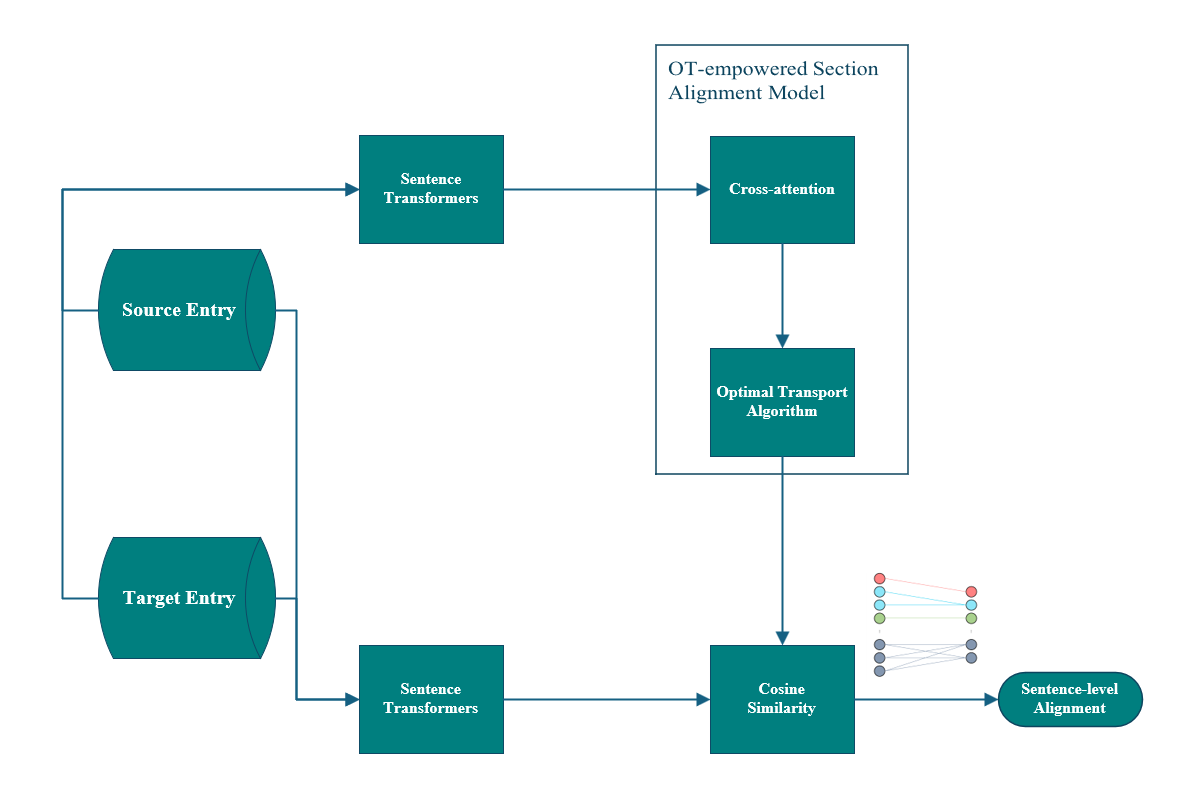 OT-empowered Section
Alignment Model
Sentence
Transformers
Cross-attention
Source Entry
Optimal Transport
Algorithm
Target Entry
Sentence
Transformers
Cosine
Similarity
Sentence-level
Alignment